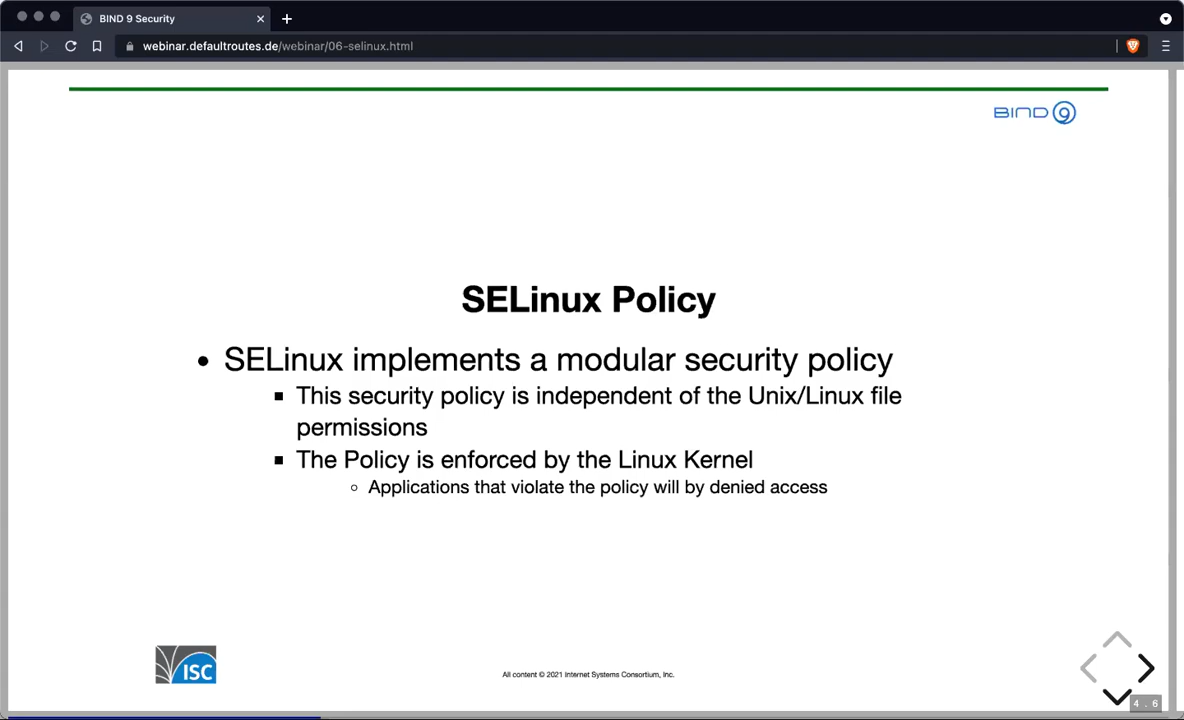 BIND 9 Security
webinar.defaultroutes.de/webinar/06-selinux.html
BIND 9
SELinux Policy
• SELinux implements a modular security policy
▪ This security policy is independent of the Unix/Linux file
permissions
▪ The Policy is enforced by the Linux Kernel
◦ Applications that violate the policy will by denied access
ISC
All content © 2021 Internet Systems Consortium, Inc.
4 . 6